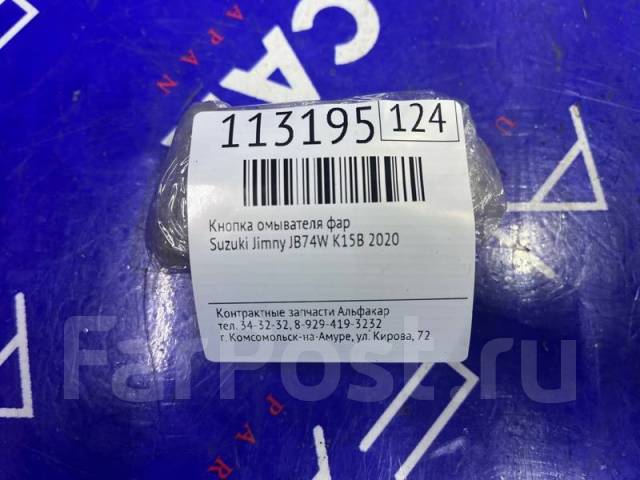 113195 124
Кнопка омывателя фар
Suzuki Jimny JB74W K15B 2020
Контрактные запчасти Альфакар
тел. 34-32-32, 8-929-419-3232
г. Комсомольск-на-Амуре, ул. Кирова, 72
FarPost.ru